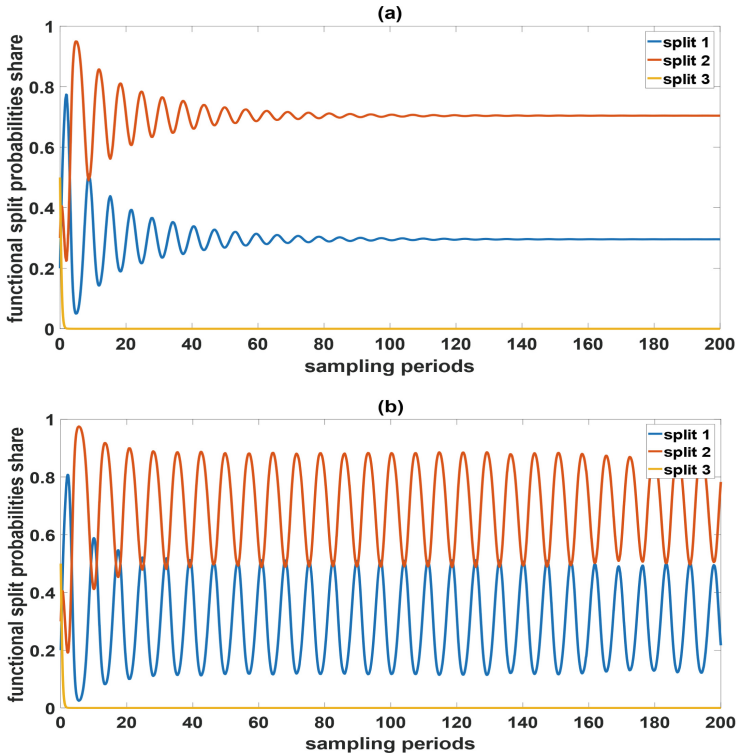 (a)
functional split probabilities share
1
0.8
0.6
0.4
0.2
0
split 1
split 2
split 3
0 20 40 60 80 100 120 140 160 180 200
sampling periods
(b)
functional split probabilities share
1
0.8
0.6
0.4
0.2
0
split 1
split 2
split 3
0 20 40 60 80 100 120 140 160 180 200
sampling periods